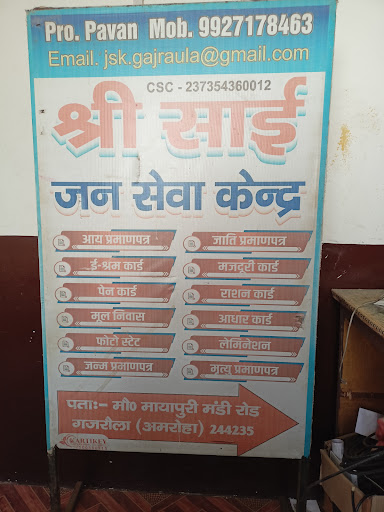 Pro. Pavan Mob. 9927178463
Email. jsk.gajraula@gmail.com
CSC - 237354360012
श्री साई
जन सेवा केन्द्र
आय प्रमाणपत्र जाति प्रमाणपत्र
ई-श्रम कार्ड मजदूरी कार्ड
पेन कार्ड राशन कार्ड
मूल निवास आधार कार्ड
फोटो स्टेट लेमिनेशन
जन्म प्रमाणपत्र मृत्यु प्रमाणपत्र
पताः- मौ0 मायापुरी मंडी रोड
गजरौला (अमरोहा) 244235